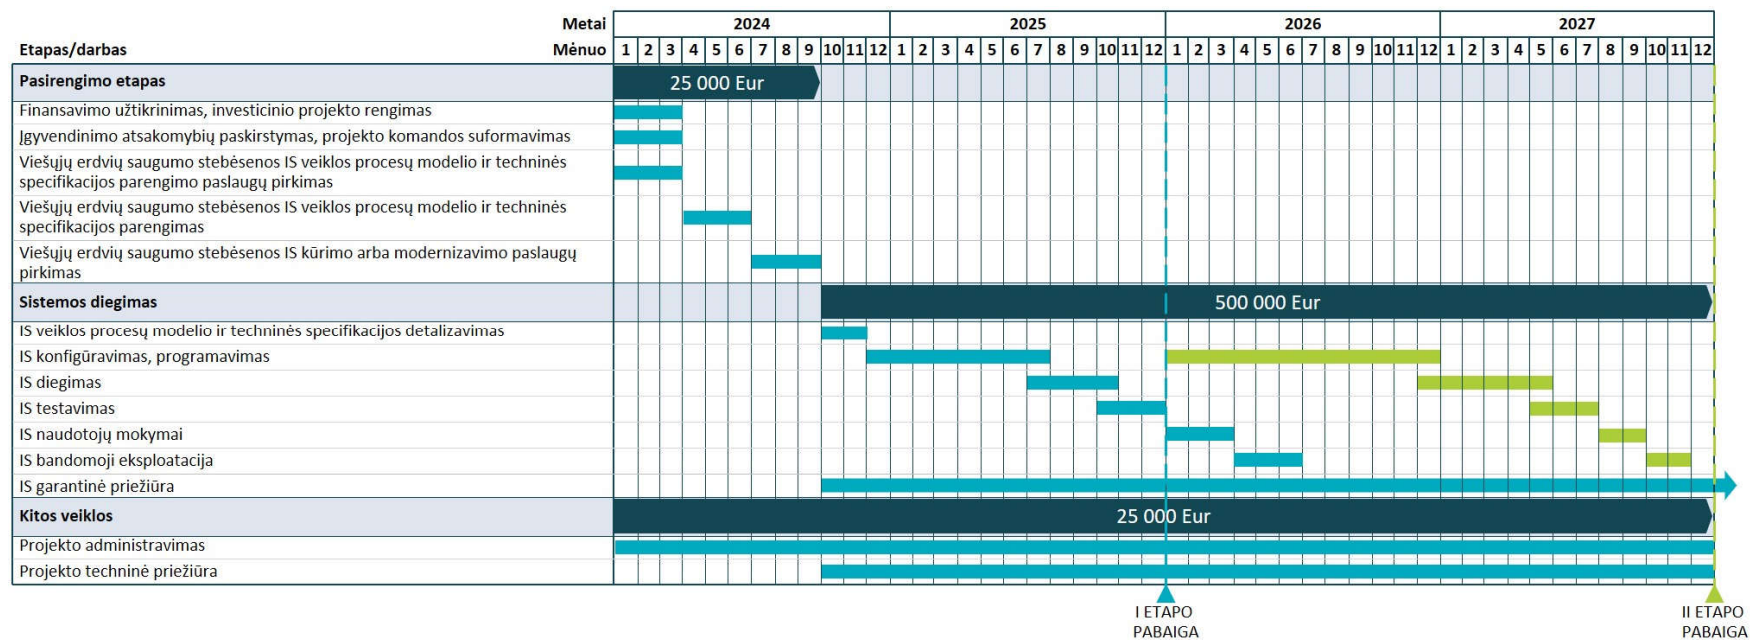 Metai 2024 2025 2026 2027
Etapas/darbas Mėnuo 1 2 3 4 5 6 7 8 9 10 11 12 1 2 3 4 5 6 7 8 9 10 11 12 1 2 3 4 5 6 7 8 9 10 11 12 1 2 3 4 5 6 7 8 9 10 11 12
Pasirengimo etapas 25 000 Eur
Finansavimo užtikrinimas, investicinio projekto rengimas
Įgyvendinimo atsakomybių paskirstymas, projekto komandos suformavimas
Viešųjų erdvių saugumo stebėsenos IS veiklos procesų modelio ir techninės
specifikacijos parengimo paslaugų pirkimas
Viešųjų erdvių saugumo stebėsenos IS veiklos procesų modelio ir techninės
specifikacijos parengimas
Viešųjų erdvių saugumo stebėsenos IS kūrimo arba modernizavimo paslaugų
pirkimas
Sistemos diegimas 500 000 Eur
IS veiklos procesų modelio ir techninės specifikacijos detalizavimas
IS konfigūravimas, programavimas
IS diegimas
IS testavimas
IS naudotojų mokymai
IS bandomoji eksploatacija
IS garantinė priežiūra
Kitos veiklos 25 000 Eur
Projekto administravimas
Projekto techninė priežiūra
I ETAPO
PABAIGA
II ETAPO
PABAIGA